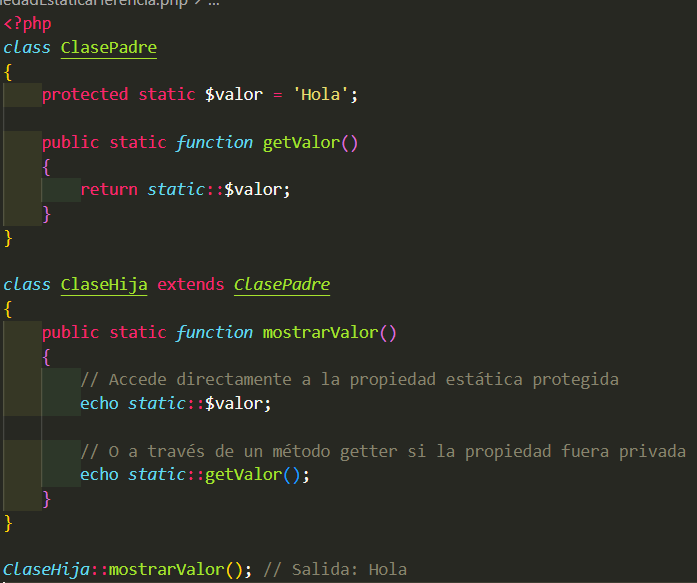 iedadEstaticaHerencia.php > ...
<?php
class ClasePadre
{
    protected static $valor = 'Hola';

    public static function getValor()
    {
        return static::$valor;
    }
}

class ClaseHija extends ClasePadre
{
    public static function mostrarValor()
    {
        // Accede directamente a la propiedad estática protegida
        echo static::$valor;

        // O a través de un método getter si la propiedad fuera privada
        echo static::getValor();
    }
}

ClaseHija::mostrarValor(); // Salida: Hola